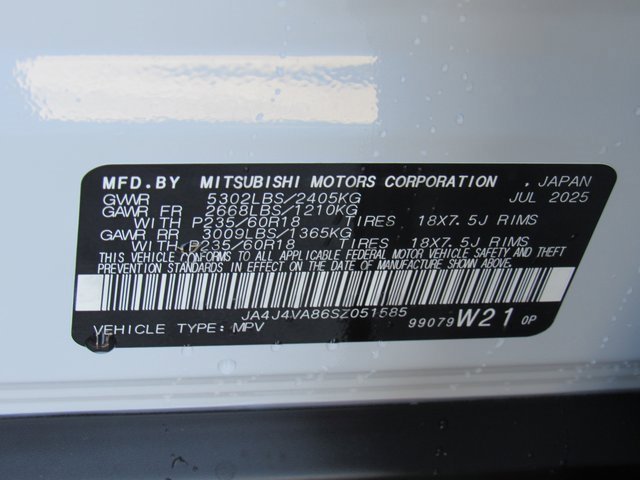 MFD.BY MITSUBISHI MOTORS CORPORATION . JAPAN
GVWR 5302LBS/2405KG JUL 2025
GAWR FR 2668LBS/1210KG
WITH P235/60R18 TIRES 18X7.5J RIMS
GAWR RR 3009LBS/1365KG
WITH P235/60R18 TIRES 18X7.5J RIMS
THIS VEHICLE CONFORMS TO ALL APPLICABLE FEDERAL MOTOR VEHICLE SAFETY AND THEFT
PREVENTION STANDARDS IN EFFECT ON THE DATE OF MANUFACTURE SHOWN ABOVE.
JA4J4VA86SZ051585
VEHICLE TYPE: MPV 99079 W21 0P